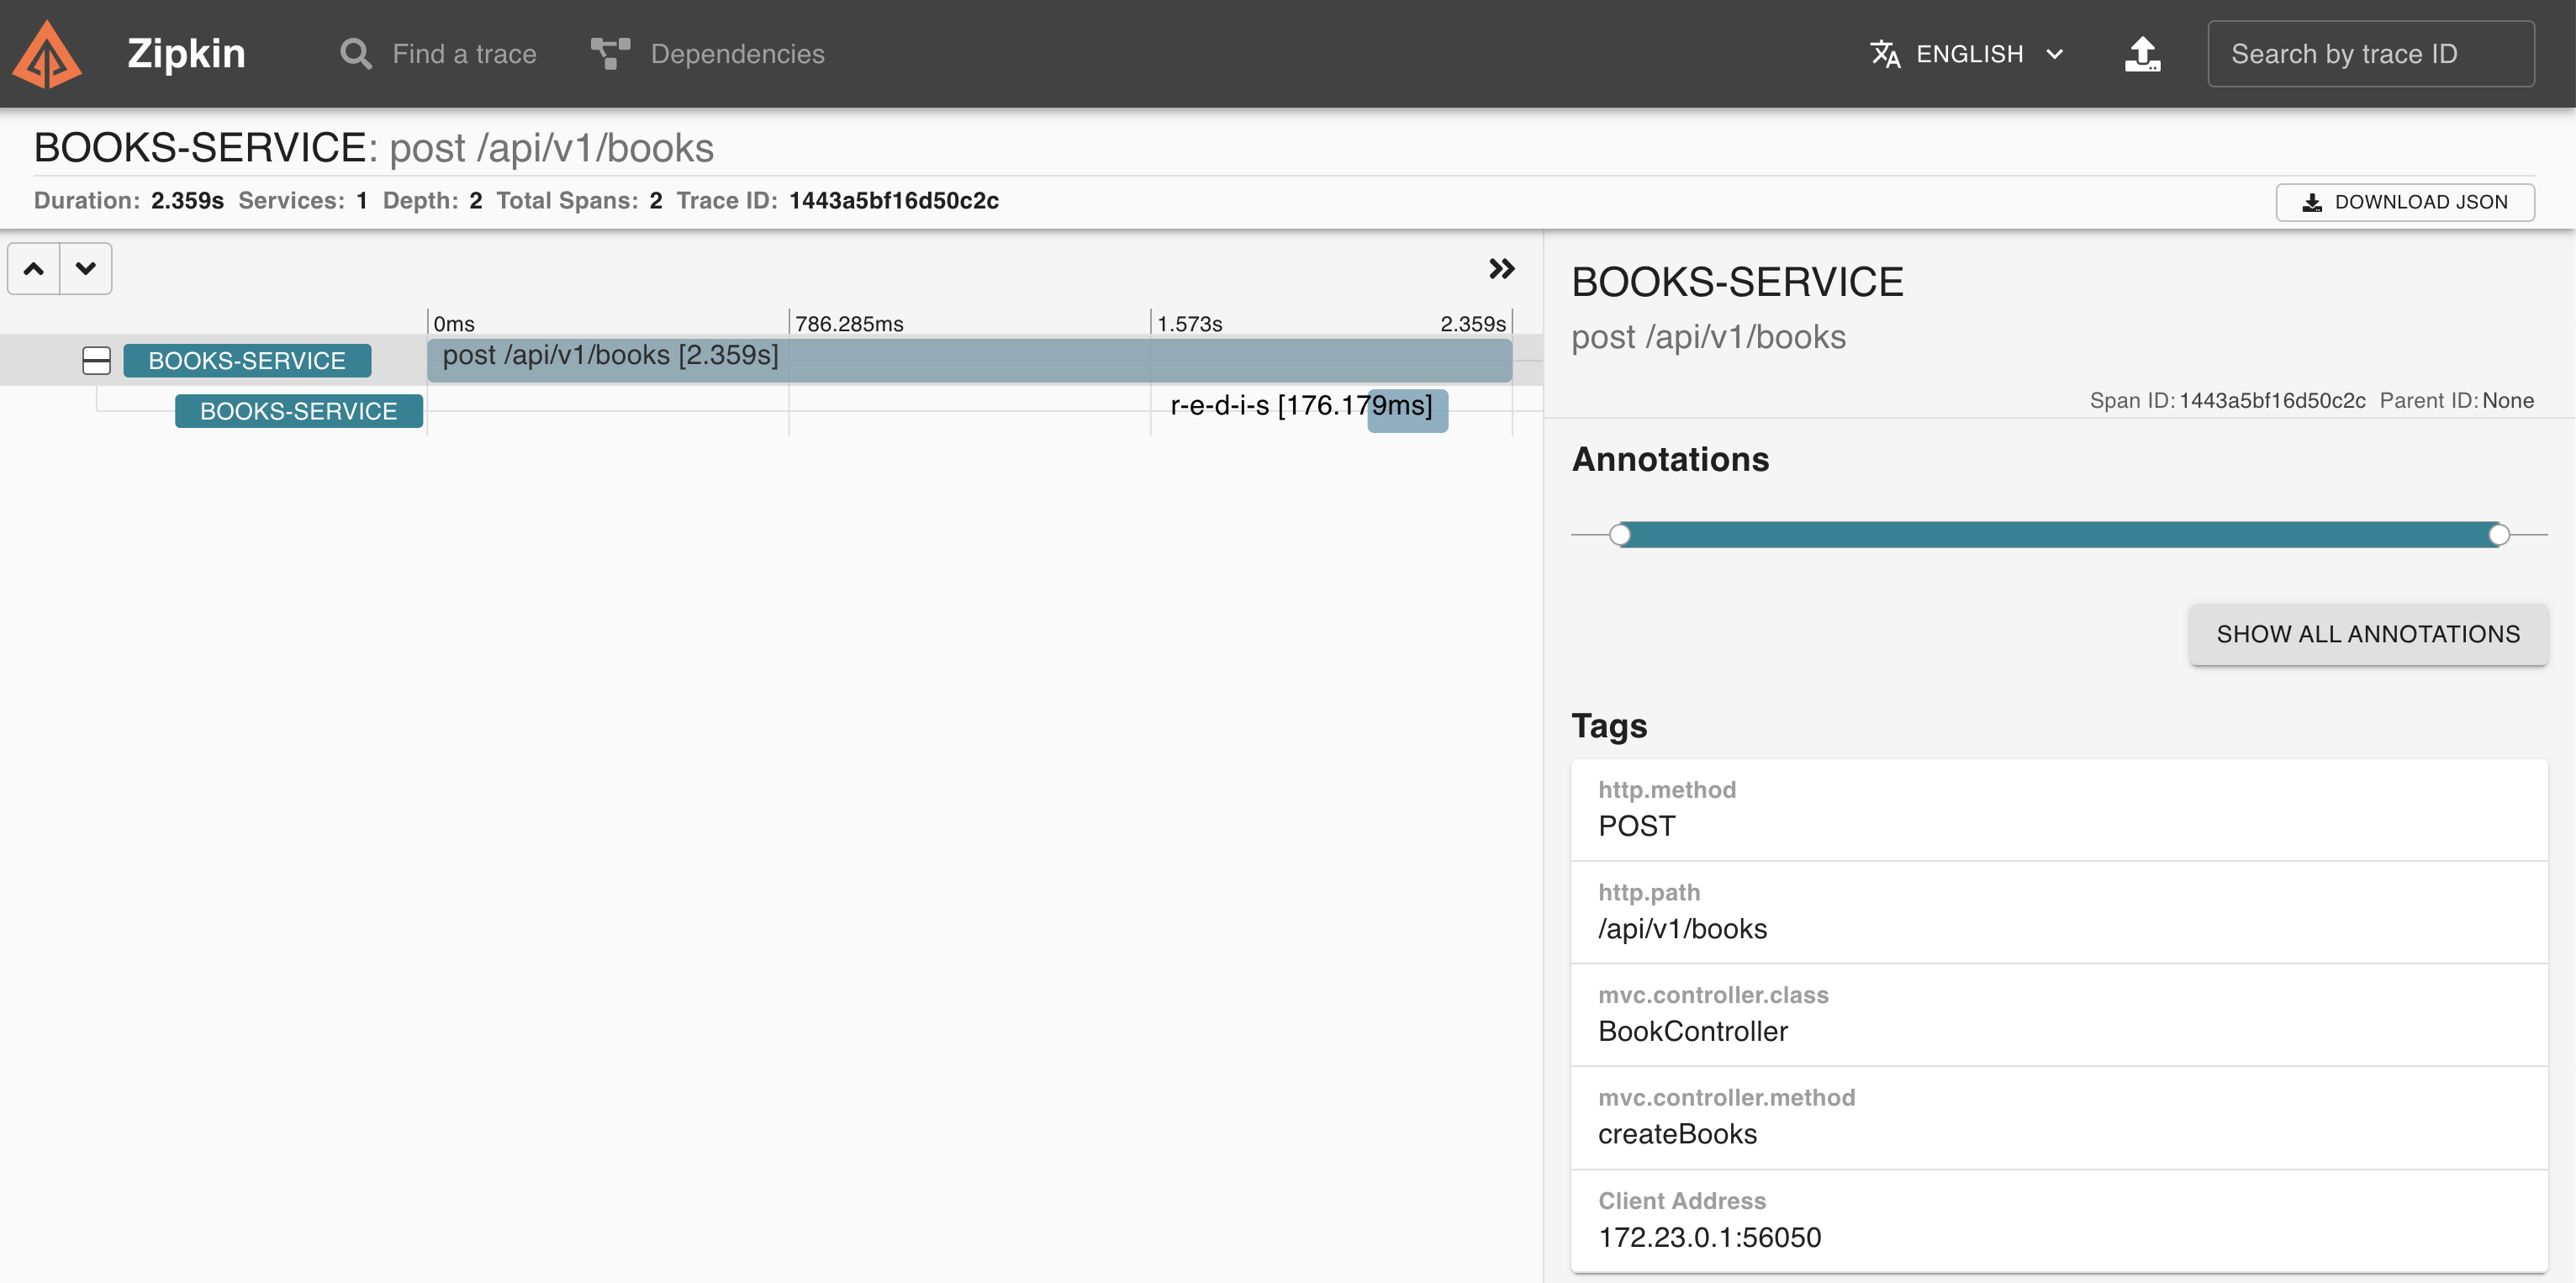 Zipkin
Find a trace
Dependencies
ENGLISH
Search by trace ID
BOOKS-SERVICE: post /api/v1/books
Duration: 2.359s Services: 1 Depth: 2 Total Spans: 2 Trace ID: 1443a5bf16d50c2c
DOWNLOAD JSON
0ms
786.285ms
1.573s
2.359s
BOOKS-SERVICE
post /api/v1/books [2.359s]
BOOKS-SERVICE
r-e-d-i-s [176.179ms]
BOOKS-SERVICE
post /api/v1/books
Span ID: 1443a5bf16d50c2c Parent ID: None
Annotations
SHOW ALL ANNOTATIONS
Tags
http.method
POST
http.path
/api/v1/books
mvc.controller.class
BookController
mvc.controller.method
createBooks
Client Address
172.23.0.1:56050